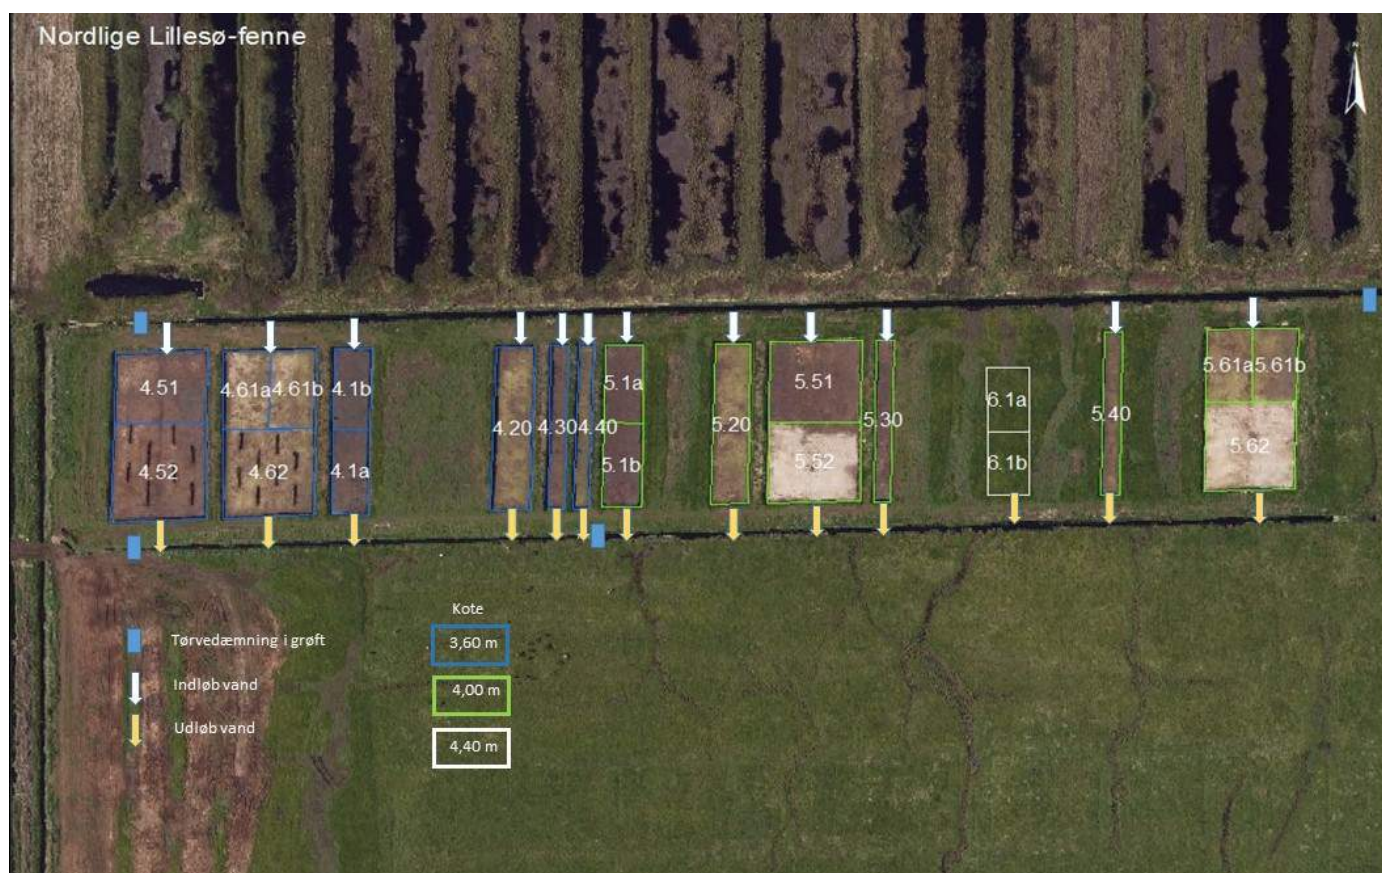 Nordlige Lillesø-fenne
4.51
4.61a
4.61b
4.1b
5.1a
5.51
5.61a
5.61b
6.1a
4.20
4.30
4.40
5.20
5.30
5.40
4.52
4.62
4.1a
5.1b
5.52
6.1b
5.62
Kote
Tørvedæmning i grøft
3,60 m
Indløb vand
4,00 m
Udløb vand
4,40 m